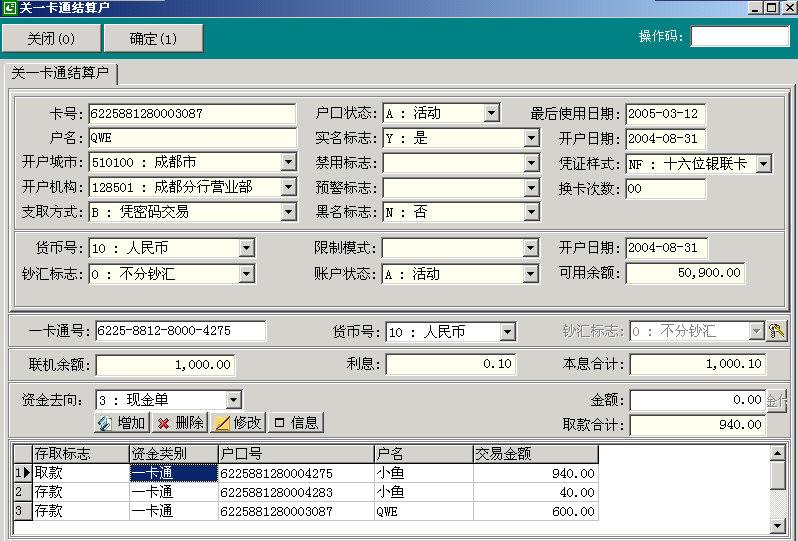 关一卡通结算户
关闭(0) 确定(1) 操作码:
关一卡通结算户
卡号: 6225881280003087 户口状态: A : 活动 最后使用日期: 2005-03-12
户名: QWE 实名标志: Y : 是 开户日期: 2004-08-31
开户城市: 510100 : 成都市 禁用标志: 凭证样式: NF : 十六位银联卡
开户机构: 128501 : 成都分行营业部 预警标志: 换卡次数: 00
支取方式: B : 凭密码交易 黑名标志: N : 否
货币号: 10 : 人民币 限制模式: 开户日期: 2004-08-31
钞汇标志: 0 : 不分钞汇 账户状态: A : 活动 可用余额: 50,900.00
一卡通号: 6225-8812-8000-4275 货币号: 10 : 人民币 钞汇标志: 0 : 不分钞汇
联机余额: 1,000.00 利息: 0.10 本息合计: 1,000.10
资金去向: 3 : 现金单 金额: 0.00
增加 删除 修改 信息 取款合计: 940.00
存取标志 资金类别 户口号 户名 交易金额
1 取款 一卡通 6225881280004275 小鱼 940.00
2 存款 一卡通 6225881280004283 小鱼 40.00
3 存款 一卡通 6225881280003087 QWE 600.00